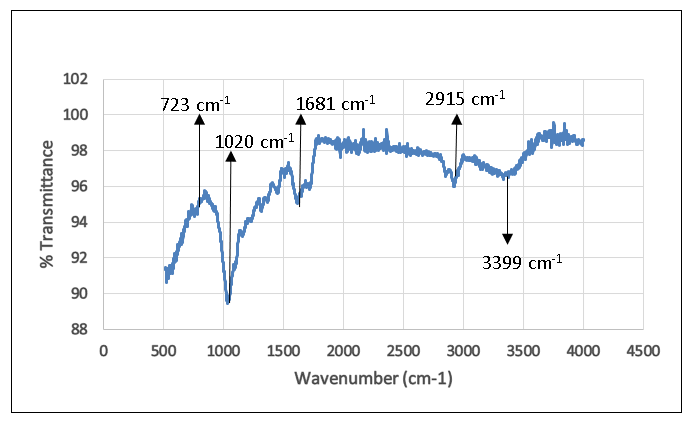 102
100
98
96
94
92
90
88
% Transmittance
723 cm-1
1020 cm-1
1681 cm-1
2915 cm-1
3399 cm-1
0 500 1000 1500 2000 2500 3000 3500 4000 4500
Wavenumber (cm-1)